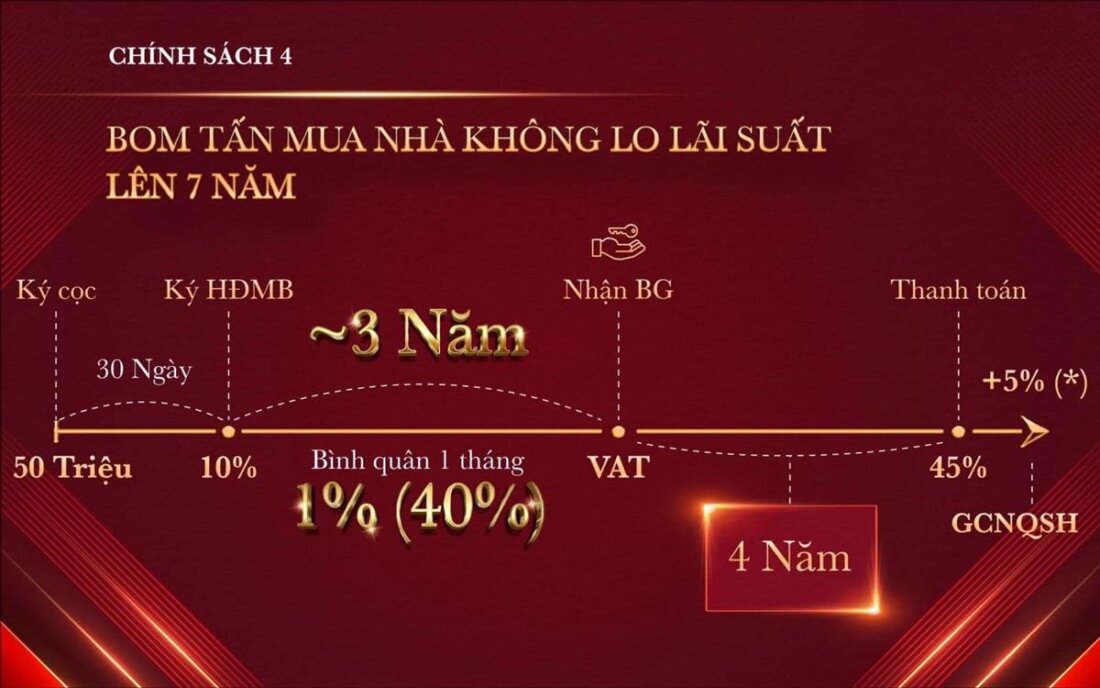 CHÍNH SÁCH 4
BOM TẤN MUA NHÀ KHÔNG LO LÃI SUẤT
LÊN 7 NĂM
Ký cọc
Ký HĐMB
Nhận BG
Thanh toán
~3 Năm
30 Ngày
+5% (*)
50 Triệu
10%
Bình quân 1 tháng
1% (40%)
VAT
45%
GCNQSH
4 Năm